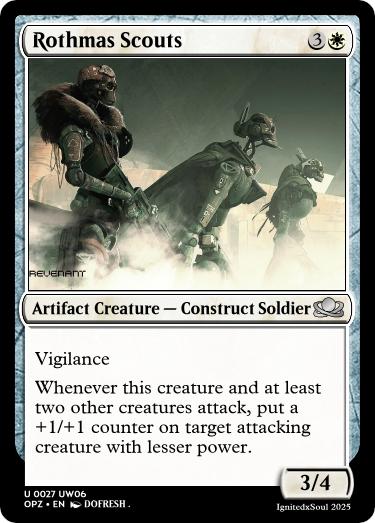 Rothmas Scouts 3
REVENANT
Artifact Creature — Construct Soldier
Vigilance
Whenever this creature and at least
two other creatures attack, put a
+1/+1 counter on target attacking
creature with lesser power.
3/4
U 0027 UW06
OPZ • EN DOFRESH .
IgnitedxSoul 2025